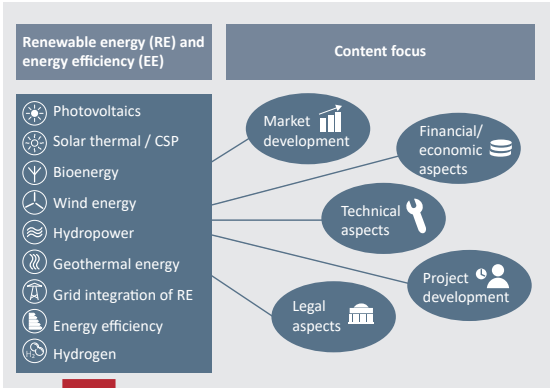 Renewable energy (RE) and
energy efficiency (EE)
Content focus
Photovoltaics
Solar thermal / CSP
Bioenergy
Wind energy
Hydropower
Geothermal energy
Grid integration of RE
Energy efficiency
H₂
Hydrogen
Market
development
Financial/
economic
aspects
Technical
aspects
Project
development
Legal
aspects